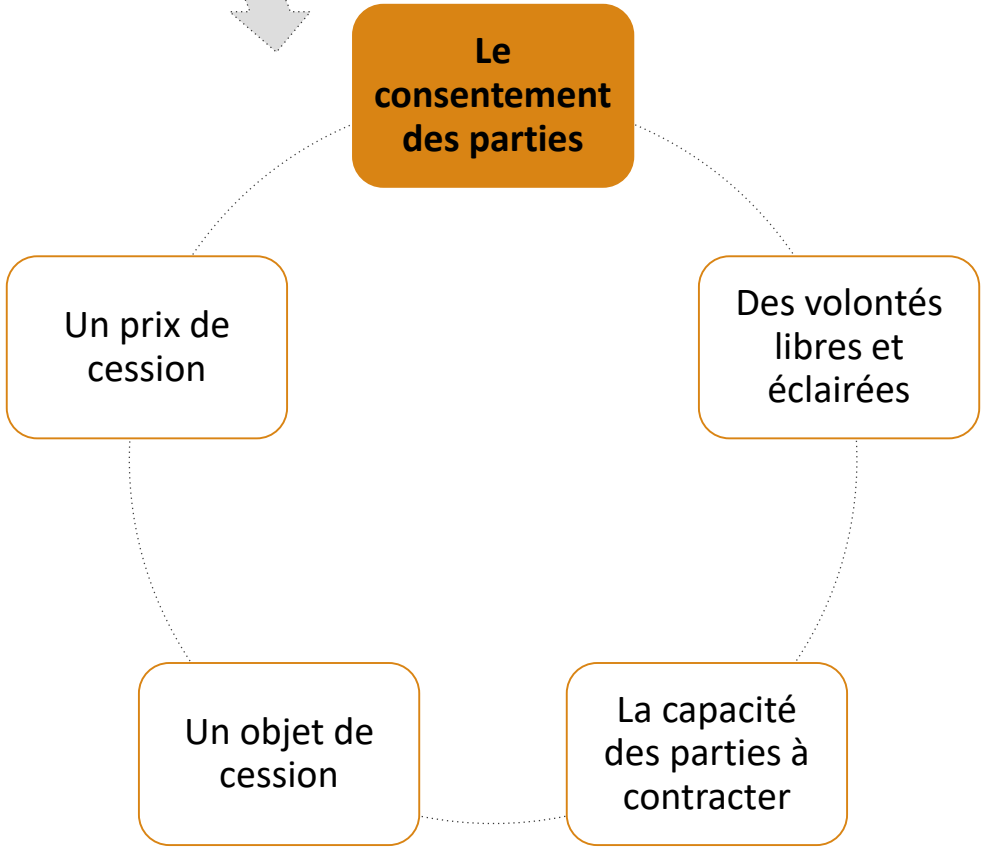 Le
consentement
des parties
Des volontés
libres et
éclairées
La capacité
des parties à
contracter
Un objet de
cession
Un prix de
cession